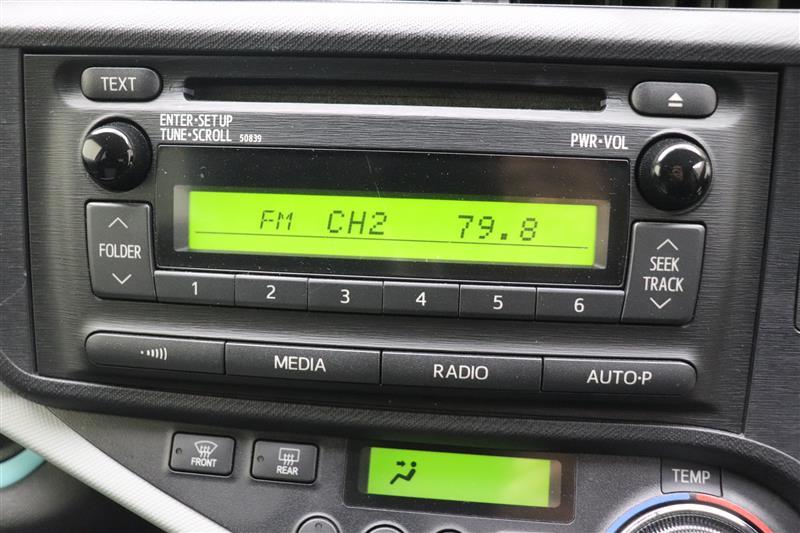 TEXT
ENTER·SETUP
TUNE·SCROLL 50839
PWR·VOL
FM CH2 79.8
FOLDER
SEEK
TRACK
1 2 3 4 5 6
MEDIA RADIO AUTO·P
FRONT REAR
TEMP